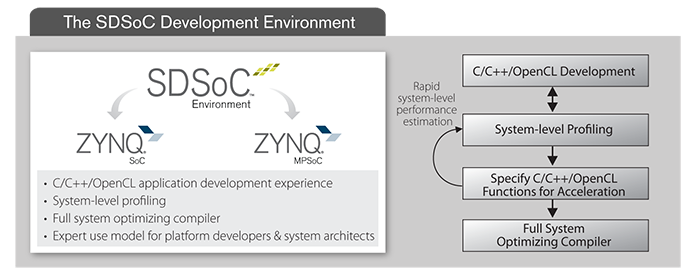 The SDSoC Development Environment
SDSoC™
Environment
ZYNQ®
SoC
ZYNQ®
MPSoC
• C/C++/OpenCL application development experience
• System-level profiling
• Full system optimizing compiler
• Expert use model for platform developers & system architects
Rapid
system-level
performance
estimation
C/C++/OpenCL Development
System-level Profiling
Specify C/C++/OpenCL
Functions for Acceleration
Full System
Optimizing Compiler